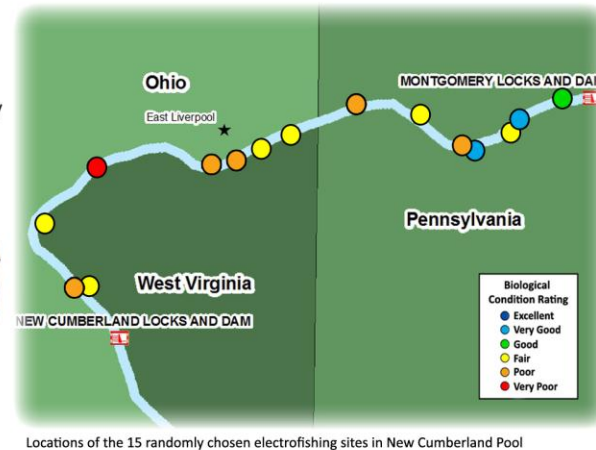 Ohio
MONTGOMERY LOCKS AND DAM
East Liverpool
Pennsylvania
West Virginia
NEW CUMBERLAND LOCKS AND DAM
Biological
Condition Rating
Excellent
Very Good
Good
Fair
Poor
Very Poor
Locations of the 15 randomly chosen electrofishing sites in New Cumberland Pool